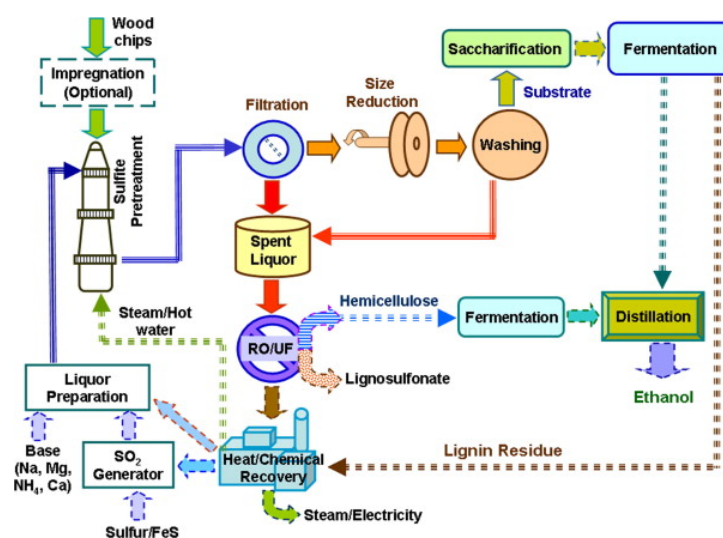 Wood
chips
Impregnation
(Optional)
Sulfite
Pretreatment
Filtration
Size
Reduction
Washing
Substrate
Saccharification
Fermentation
Spent
Liquor
Steam/Hot
water
RO/UF
Hemicellulose
Fermentation
Distillation
Ethanol
Lignosulfonate
Liquor
Preparation
Base
(Na, Mg,
NH4, Ca)
SO2
Generator
Sulfur/FeS
Heat/Chemical
Recovery
Lignin Residue
Steam/Electricity